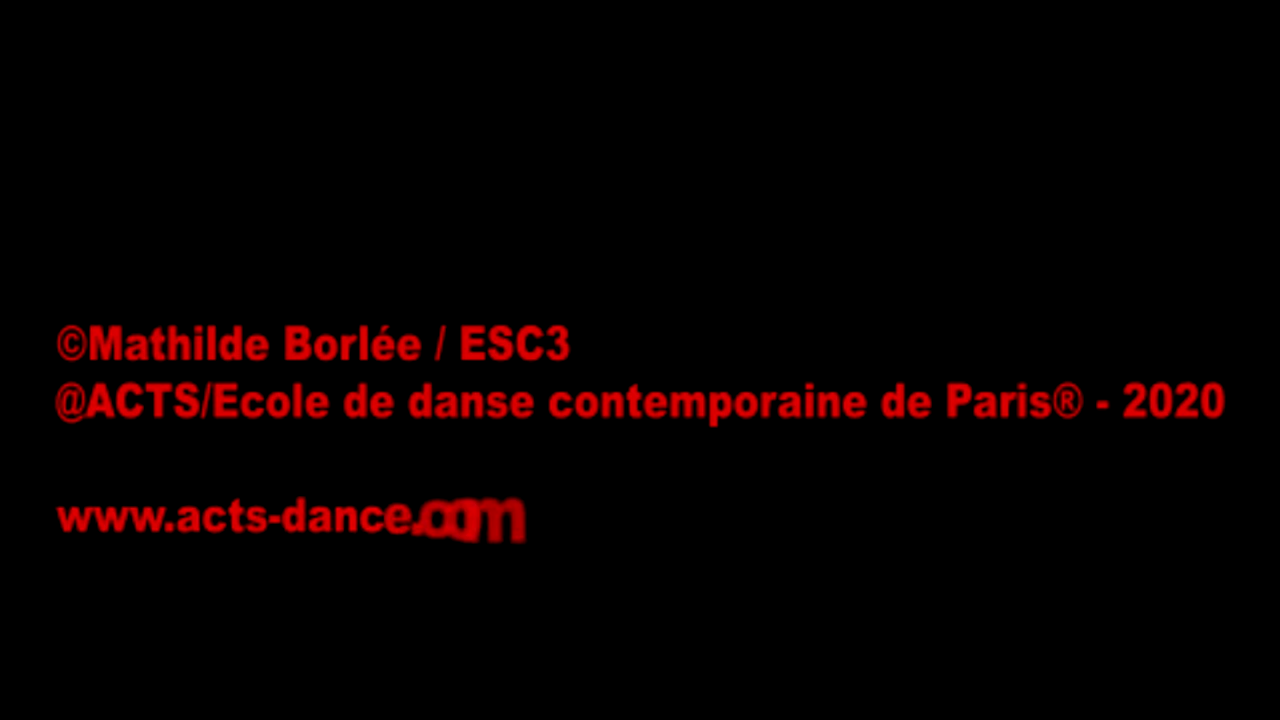 ©Mathilde Borlée / ESC3
@ACTS/Ecole de danse contemporaine de Paris® - 2020
www.acts-dance.com